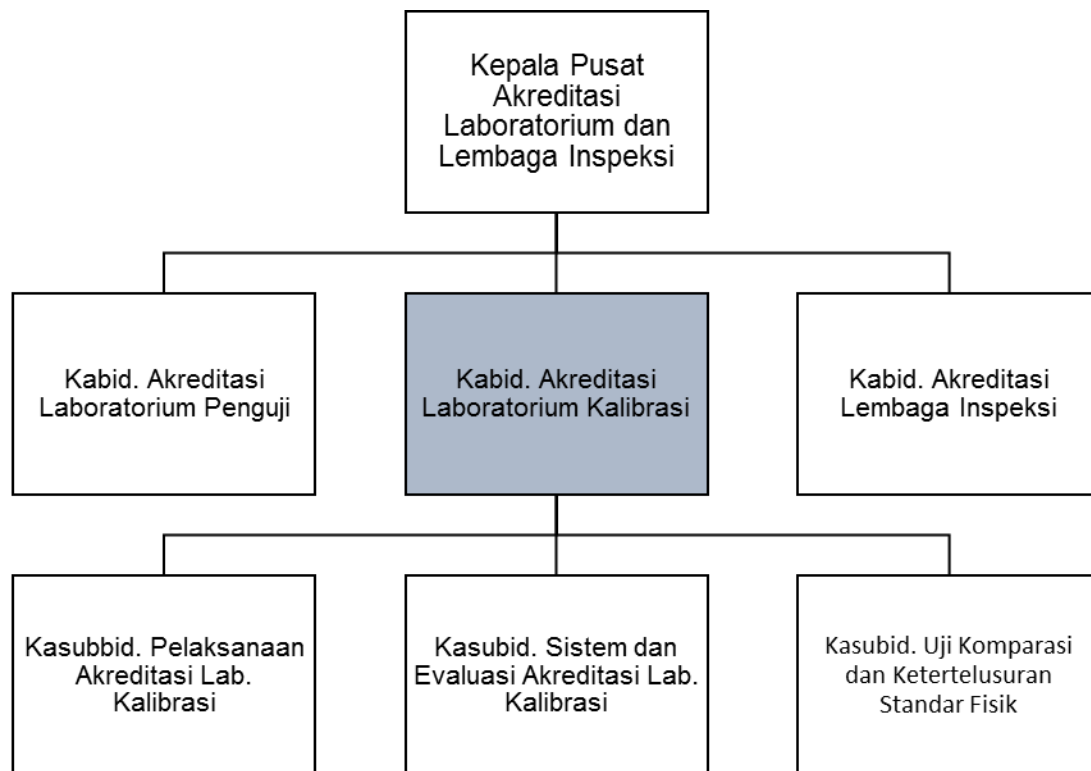 Kepala Pusat
Akreditasi
Laboratorium dan
Lembaga Inspeksi
Kabid. Akreditasi
Laboratorium Penguji
Kabid. Akreditasi
Laboratorium Kalibrasi
Kabid. Akreditasi
Lembaga Inspeksi
Kasubbid. Pelaksanaan
Akreditasi Lab.
Kalibrasi
Kasubid. Sistem dan
Evaluasi Akreditasi Lab.
Kalibrasi
Kasubid. Uji Komparasi
dan Ketertelusuran
Standar Fisik